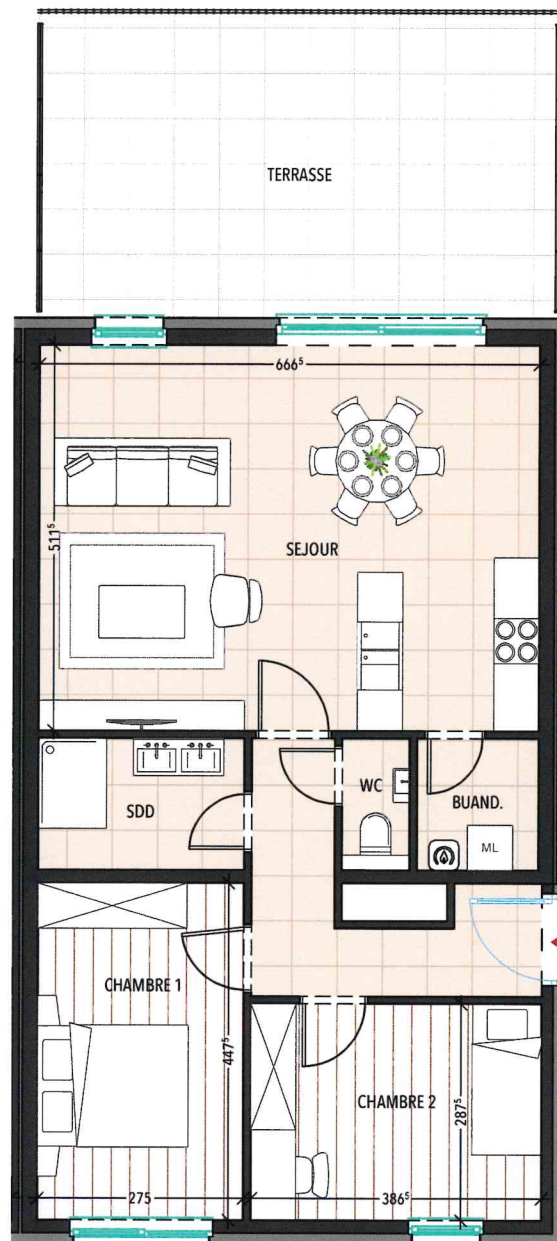 TERRASSE
666⁵
511⁵
SEJOUR
SDD
WC
BUAND.
ML
CHAMBRE 1
447⁵
CHAMBRE 2
287⁵
275
386⁵